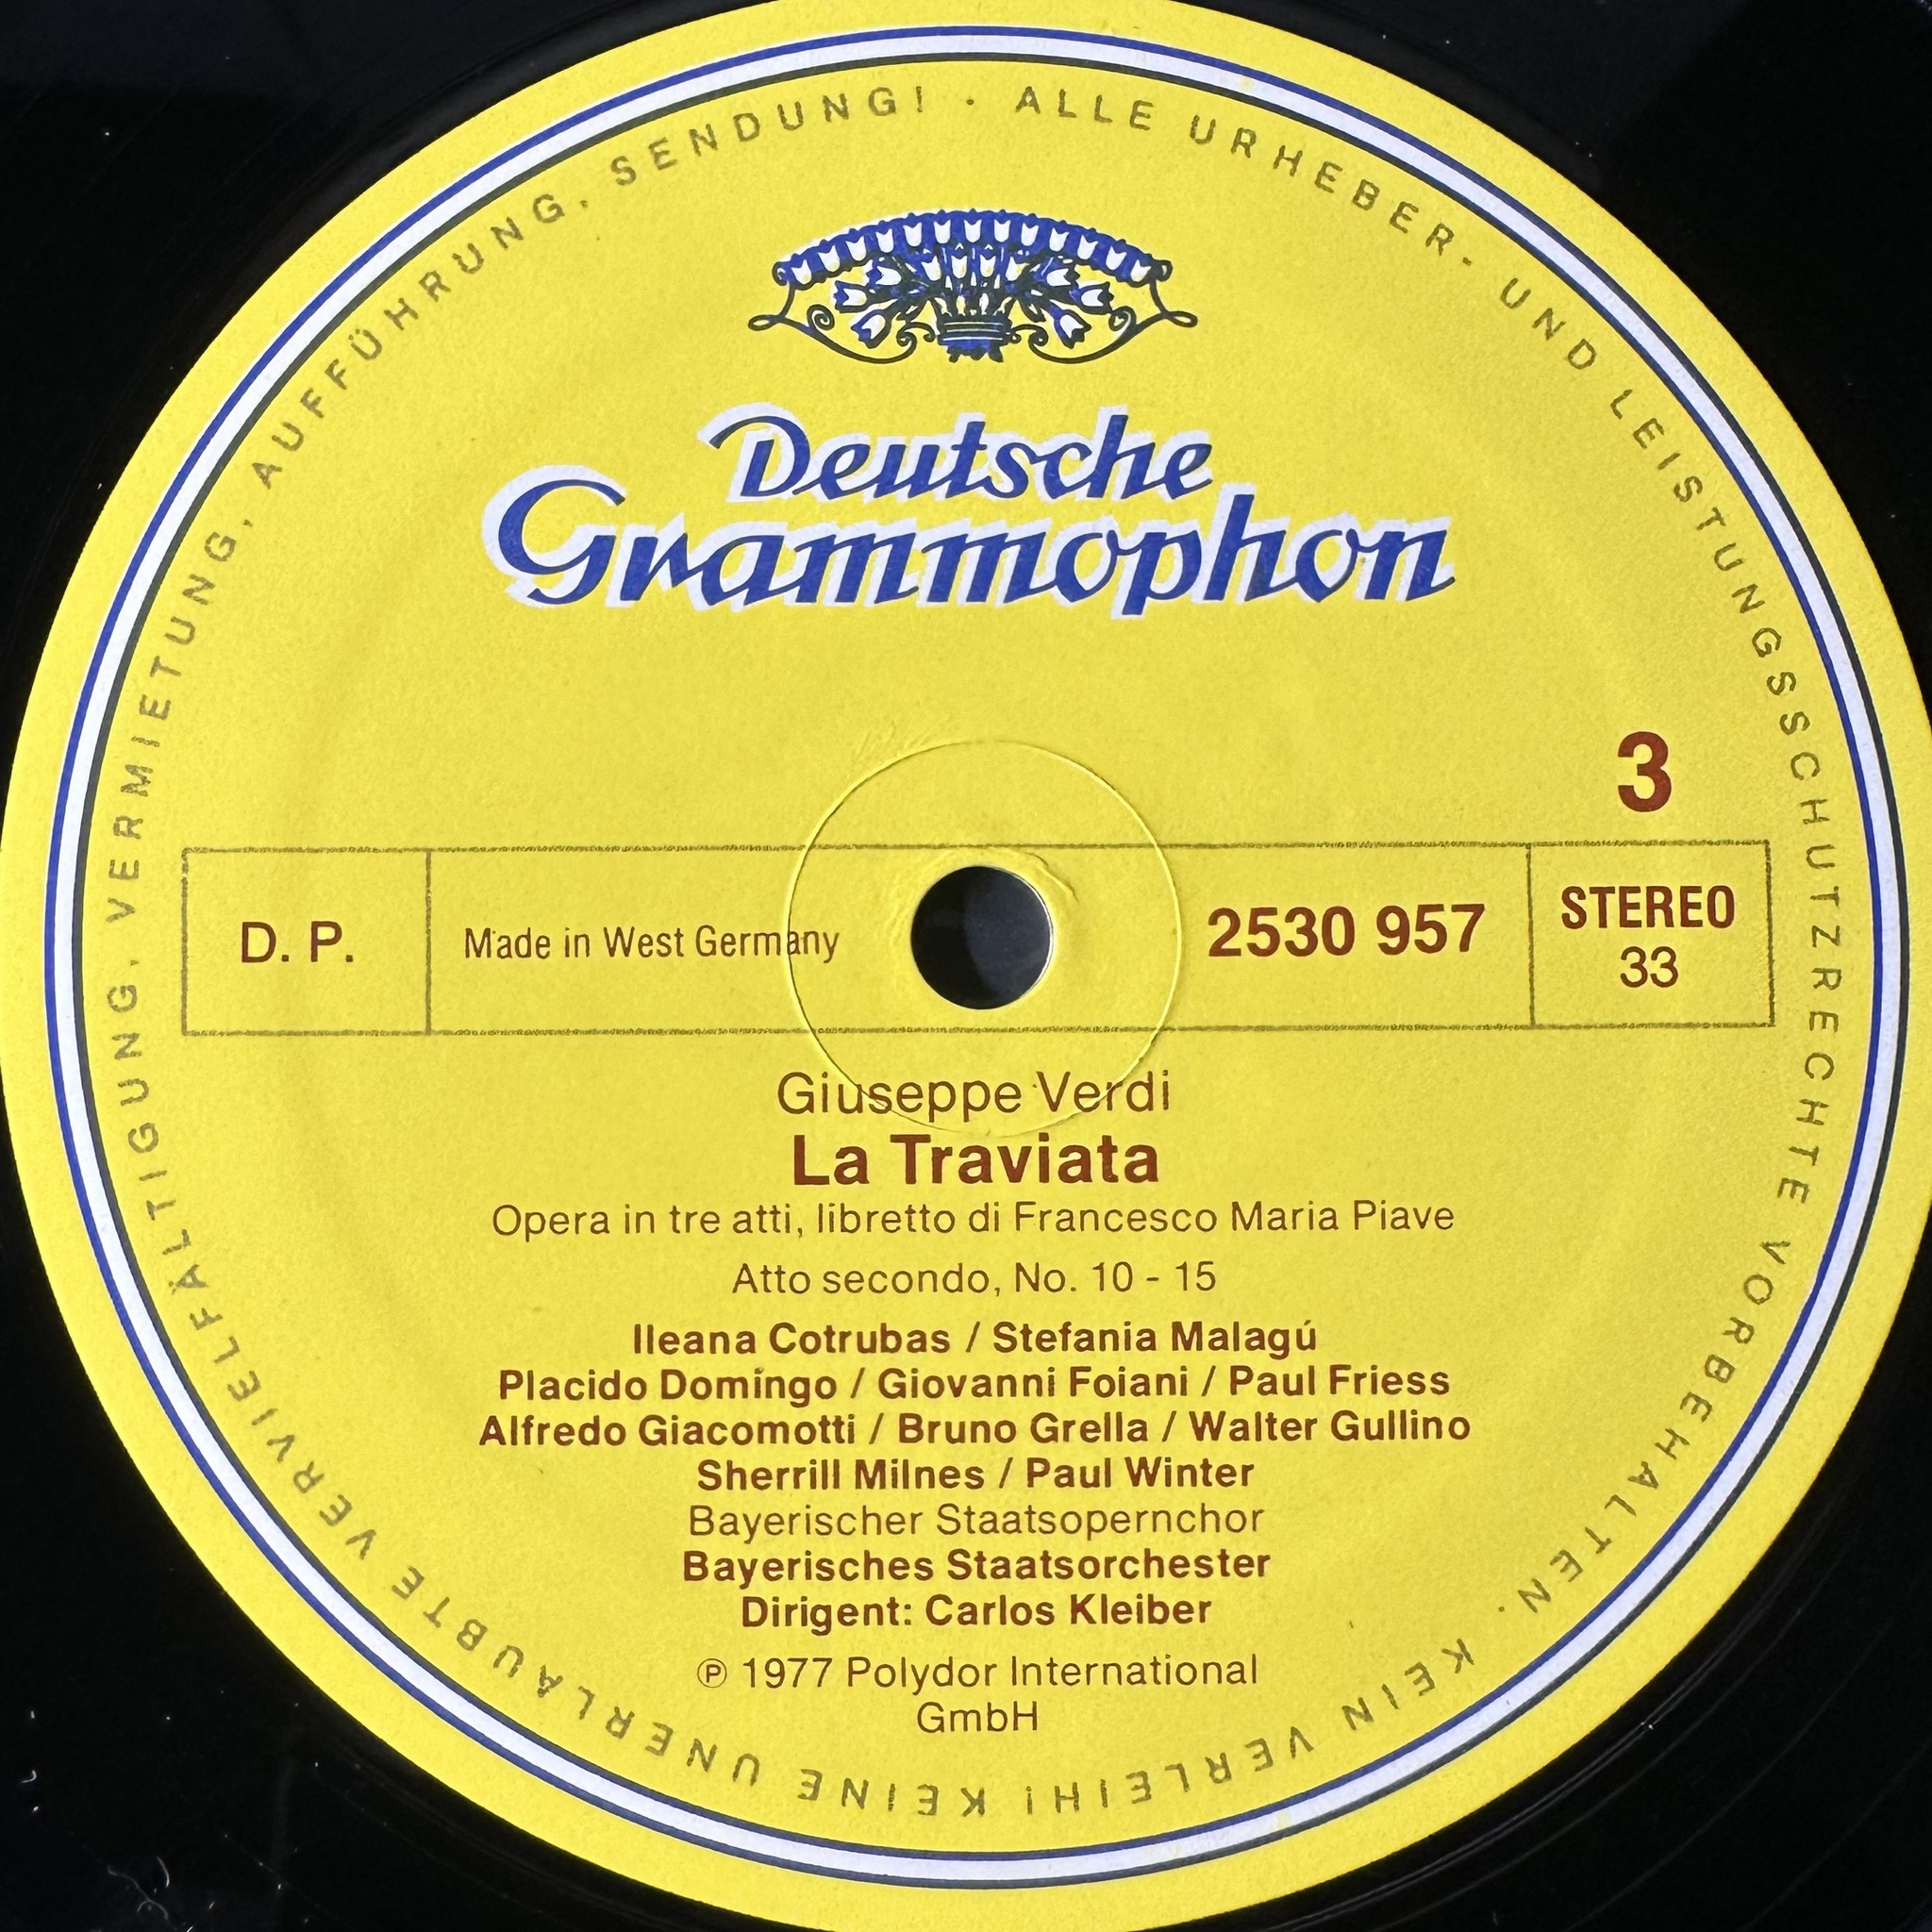 ALLE URHEBER- UND LEISTUNGSSCHUTZRECHTE VORBEHALTEN. KEIN VERLEIH! KEINE UNERLAUBTE VERVIELFÄLTIGUNG, VERMIETUNG, AUFFÜHRUNG, SENDUNG! ·
Deutsche
Grammophon
3
D. P.
Made in West Germany
2530 957
STEREO
33
Giuseppe Verdi
La Traviata
Opera in tre atti, libretto di Francesco Maria Piave
Atto secondo, No. 10 - 15
Ileana Cotrubas / Stefania Malagú
Placido Domingo / Giovanni Foiani / Paul Friess
Alfredo Giacomotti / Bruno Grella / Walter Gullino
Sherrill Milnes / Paul Winter
Bayerischer Staatsopernchor
Bayerisches Staatsorchester
Dirigent: Carlos Kleiber
℗ 1977 Polydor International
GmbH